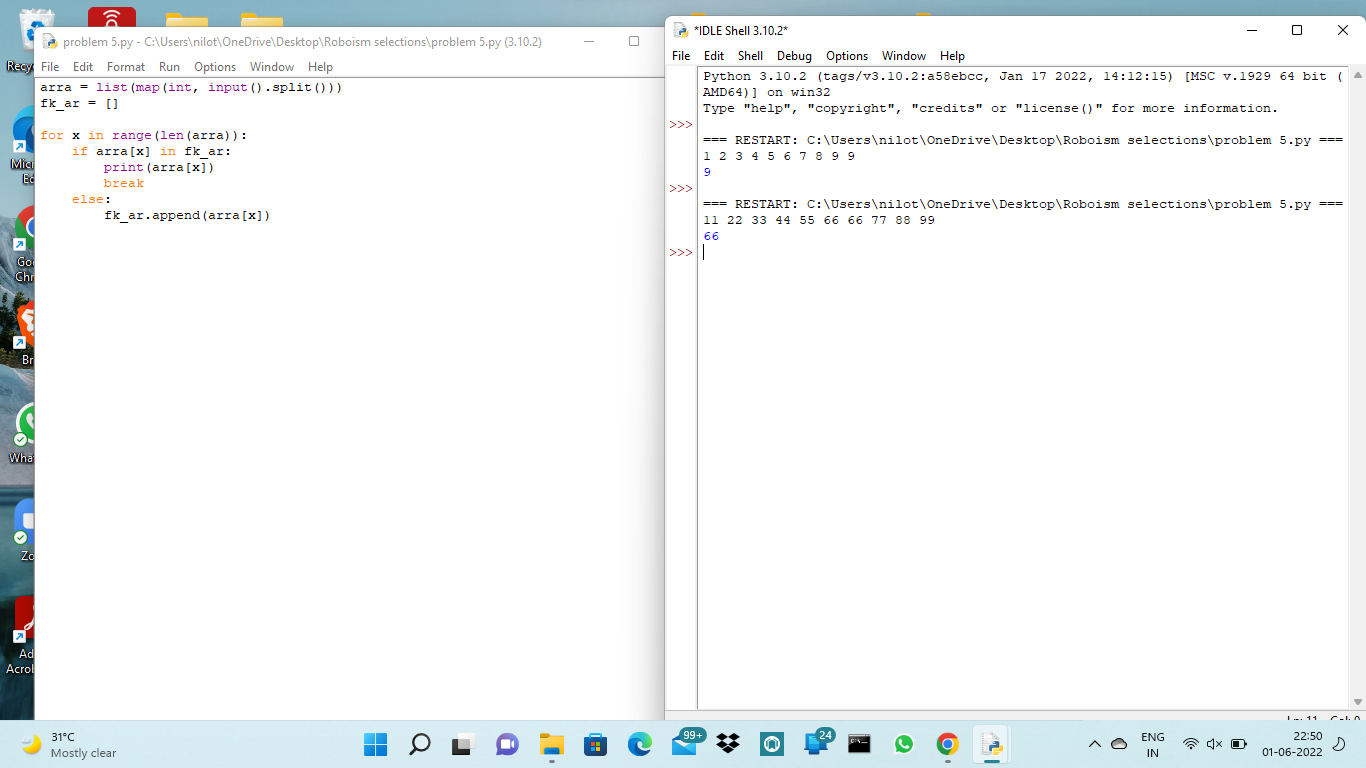 problem 5.py - C:\Users\nilot\OneDrive\Desktop\Roboism selections\problem 5.py (3.10.2)
File Edit Format Run Options Window Help
arra = list(map(int, input().split()))
fk_ar = []
for x in range(len(arra)):
    if arra[x] in fk_ar:
        print(arra[x])
        break
    else:
        fk_ar.append(arra[x])
*IDLE Shell 3.10.2*
File Edit Shell Debug Options Window Help
Python 3.10.2 (tags/v3.10.2:a58ebcc, Jan 17 2022, 14:12:15) [MSC v.1929 64 bit (
AMD64)] on win32
Type "help", "copyright", "credits" or "license()" for more information.
>>>
=== RESTART: C:\Users\nilot\OneDrive\Desktop\Roboism selections\problem 5.py ===
1 2 3 4 5 6 7 8 9 9
9
>>>
=== RESTART: C:\Users\nilot\OneDrive\Desktop\Roboism selections\problem 5.py ===
11 22 33 44 55 66 66 77 88 99
66
>>>
Recy
Mic
Ed
Go
Chr
Br
Wha
Zo
Ad
Acrob
31°C
Mostly clear
99+
24
ENG
IN
22:50
01-06-2022